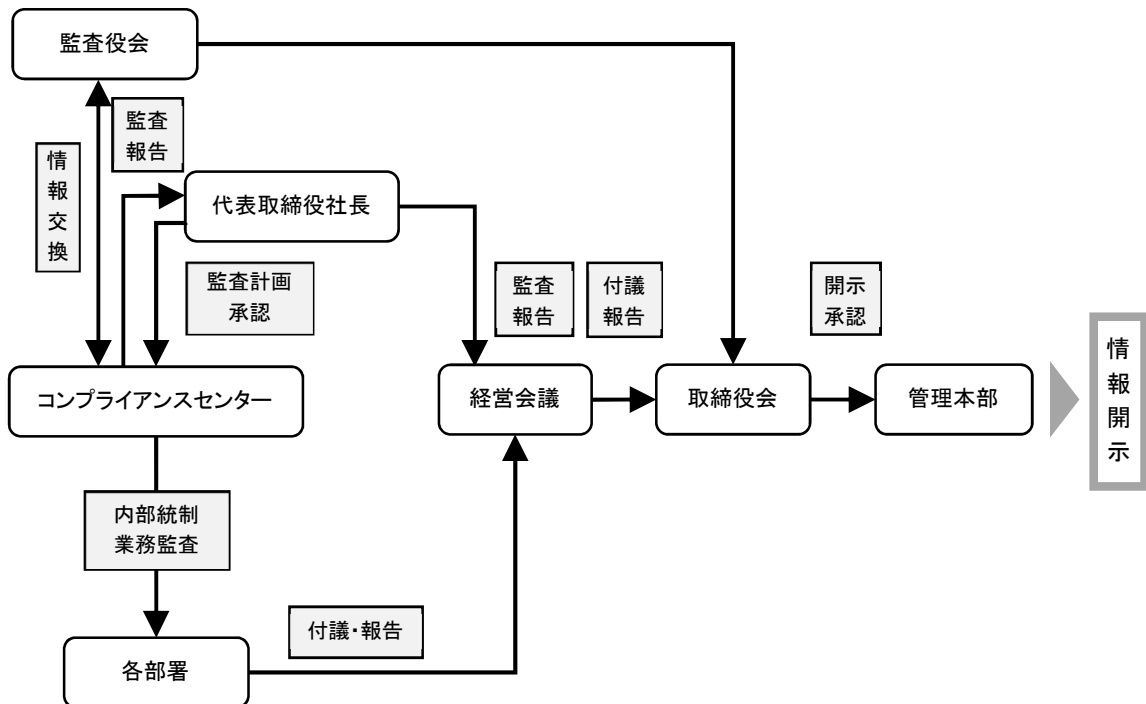 監査役会
監査
報告
情
報
交
換
代表取締役社長
監査計画
承認
監査
報告
付議
報告
開示
承認
コンプライアンスセンター
経営会議
取締役会
管理本部
情
報
開
示
内部統制
業務監査
付議・報告
各部署